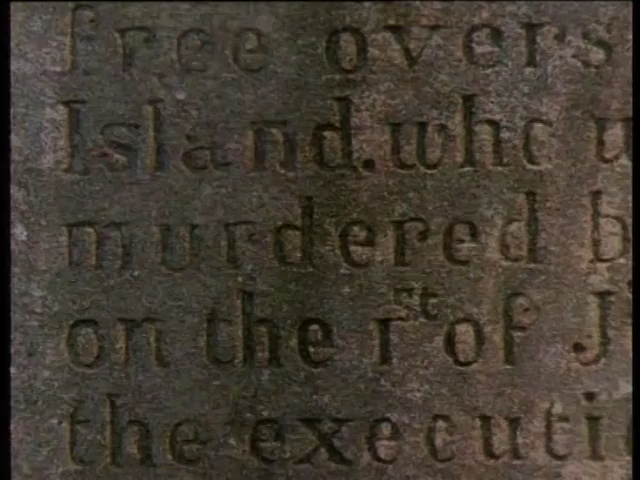 free overs
Island.who
murdered b
on the 1st of J
the executi